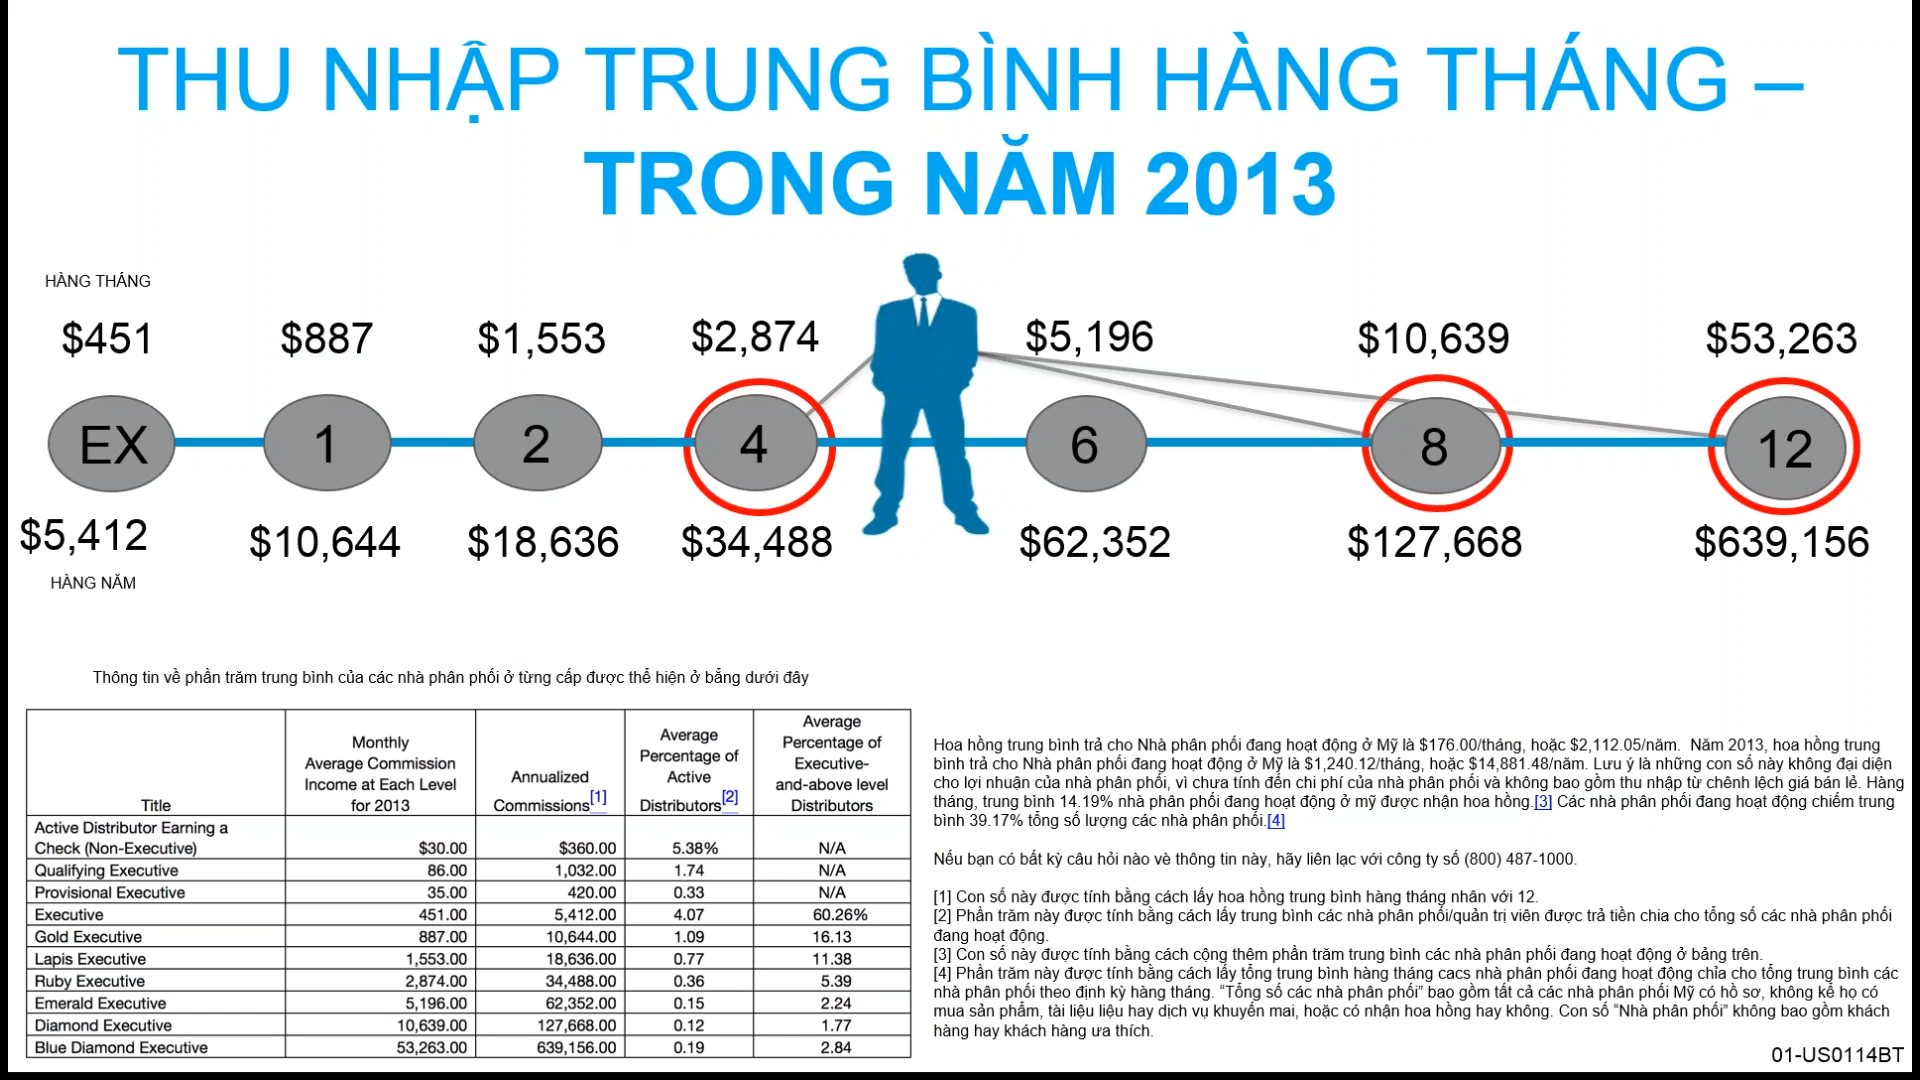 THU NHẬP TRUNG BÌNH HÀNG THÁNG –
TRONG NĂM 2013
HÀNG THÁNG
$451 $887 $1,553 $2,874 $5,196 $10,639 $53,263
EX 1 2 4 6 8 12
$5,412 $10,644 $18,636 $34,488 $62,352 $127,668 $639,156
HÀNG NĂM
Thông tin về phần trăm trung bình của các nhà phân phối ở từng cấp được thể hiện ở bẳng dưới đây
Title
Monthly
Average Commission
Income at Each Level
for 2013
Annualized
Commissions[1]
Average
Percentage of
Active
Distributors[2]
Average
Percentage of
Executive-
and-above level
Distributors
Active Distributor Earning a
Check (Non-Executive) $30.00 $360.00 5.38% N/A
Qualifying Executive 86.00 1,032.00 1.74 N/A
Provisional Executive 35.00 420.00 0.33 N/A
Executive 451.00 5,412.00 4.07 60.26%
Gold Executive 887.00 10,644.00 1.09 16.13
Lapis Executive 1,553.00 18,636.00 0.77 11.38
Ruby Executive 2,874.00 34,488.00 0.36 5.39
Emerald Executive 5,196.00 62,352.00 0.15 2.24
Diamond Executive 10,639.00 127,668.00 0.12 1.77
Blue Diamond Executive 53,263.00 639,156.00 0.19 2.84
Hoa hồng trung bình trả cho Nhà phân phối đang hoạt động ở Mỹ là $176.00/tháng, hoặc $2,112.05/năm. Năm 2013, hoa hồng trung
bình trả cho Nhà phân phối đang hoạt động ở Mỹ là $1,240.12/tháng, hoặc $14,881.48/năm. Lưu ý là những con số này không đại diện
cho lợi nhuận của nhà phân phối, vì chưa tính đến chi phí của nhà phân phối và không bao gồm thu nhập từ chênh lệch giá bán lẻ. Hàng
tháng, trung bình 14.19% nhà phân phối đang hoạt động ở mỹ được nhận hoa hồng.[3] Các nhà phân phối đang hoạt động chiếm trung
bình 39.17% tổng số lượng các nhà phân phối.[4]
Nếu bạn có bất kỳ câu hỏi nào vè thông tin này, hãy liên lạc với công ty số (800) 487-1000.
[1] Con số này được tính bằng cách lấy hoa hồng trung bình hàng tháng nhân với 12.
[2] Phần trăm này được tính bằng cách lấy trung bình các nhà phân phối/quản trị viên được trả tiền chia cho tổng số các nhà phân phối
đang hoạt động.
[3] Con số này được tính bằng cách cộng thêm phần trăm trung bình các nhà phân phối đang hoạt động ở bảng trên.
[4] Phần trăm này được tính bằng cách lấy tổng trung bình hàng tháng cacs nhà phân phối đang hoạt động chỉa cho tổng trung bình các
nhà phân phối theo định kỳ hàng tháng. “Tổng số các nhà phân phối” bao gồm tất cả các nhà phân phối Mỹ có hồ sơ, không kể họ có
mua sản phẩm, tài liệu liệu hay dịch vụ khuyến mai, hoặc có nhận hoa hồng hay không. Con số “Nhà phân phối” không bao gồm khách
hàng hay khách hàng ưa thích.
01-US0114BT